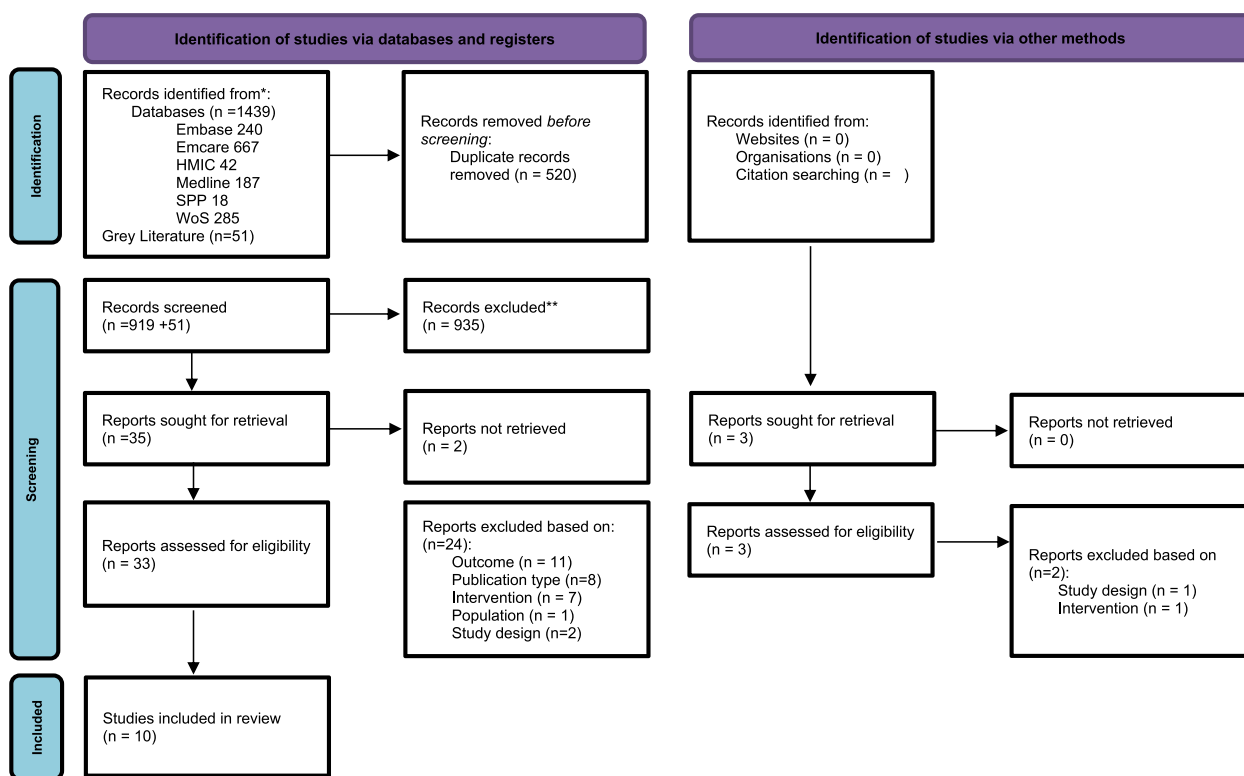 Identification of studies via databases and registers
Identification of studies via other methods
Identification
Records identified from*:
Databases (n =1439)
Embase 240
Emcare 667
HMIC 42
Medline 187
SPP 18
WoS 285
Grey Literature (n=51)
Records removed before
screening:
Duplicate records
removed (n = 520)
Records identified from:
Websites (n = 0)
Organisations (n = 0)
Citation searching (n =   )
Screening
Records screened
(n =919 +51)
Records excluded**
(n = 935)
Reports sought for retrieval
(n =35)
Reports not retrieved
(n = 2)
Reports sought for retrieval
(n = 3)
Reports not retrieved
(n = 0)
Reports assessed for eligibility
(n = 33)
Reports excluded based on:
(n=24):
Outcome (n = 11)
Publication type (n=8)
Intervention (n = 7)
Population (n = 1)
Study design (n=2)
Reports assessed for eligibility
(n = 3)
Reports excluded based on
(n=2):
Study design (n = 1)
Intervention (n = 1)
Included
Studies included in review
(n = 10)